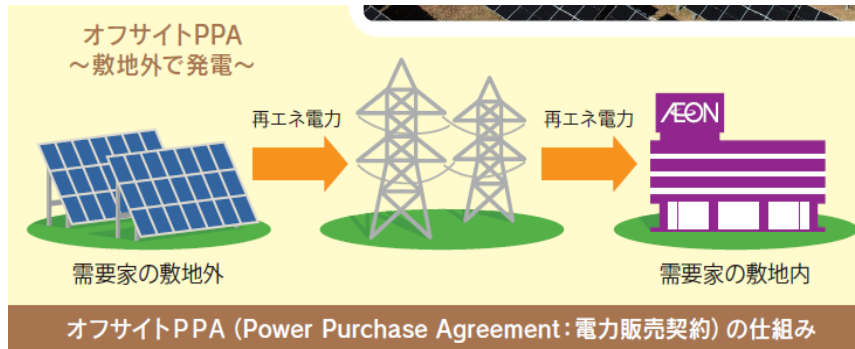 オフサイトPPA
～敷地外で発電～
再エネ電力
再エネ電力
ÆON
需要家の敷地外
需要家の敷地内
オフサイトPPA（Power Purchase Agreement：電力販売契約）の仕組み